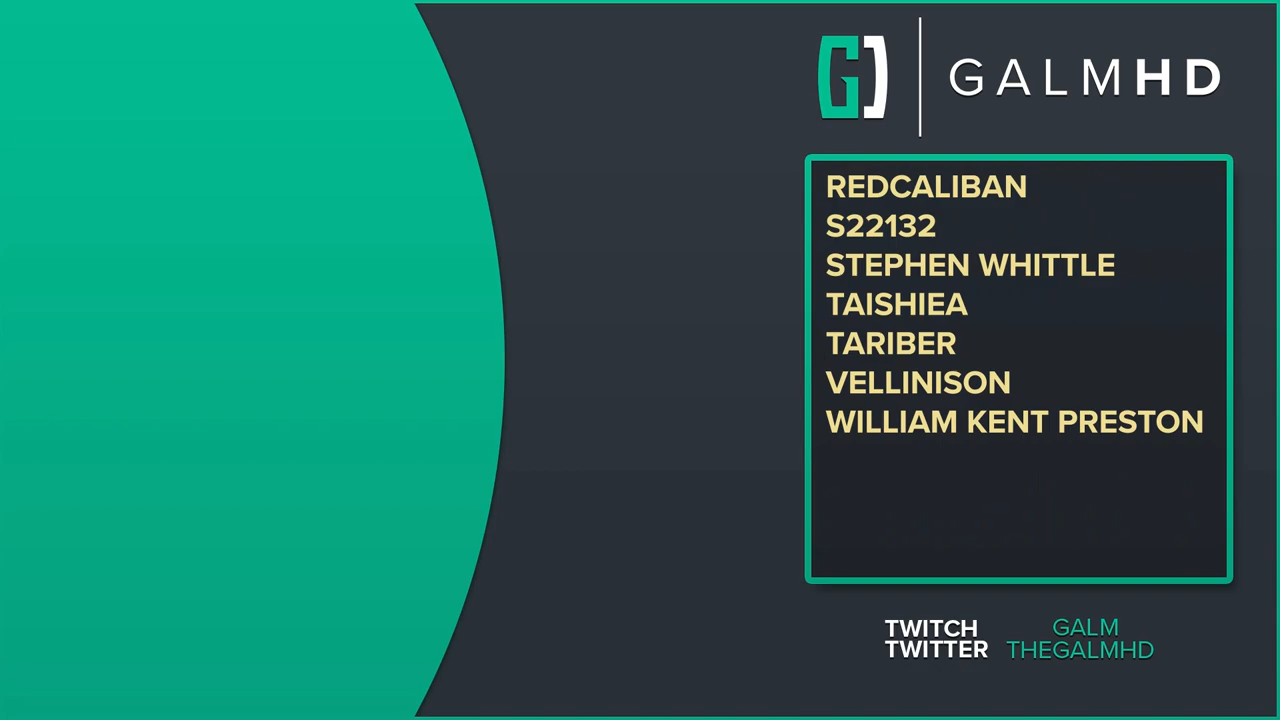 GALMHD
REDCALIBAN
S22132
STEPHEN WHITTLE
TAISHIEA
TARIBER
VELLINISON
WILLIAM KENT PRESTON
TWITCH GALM
TWITTER THEGALMHD